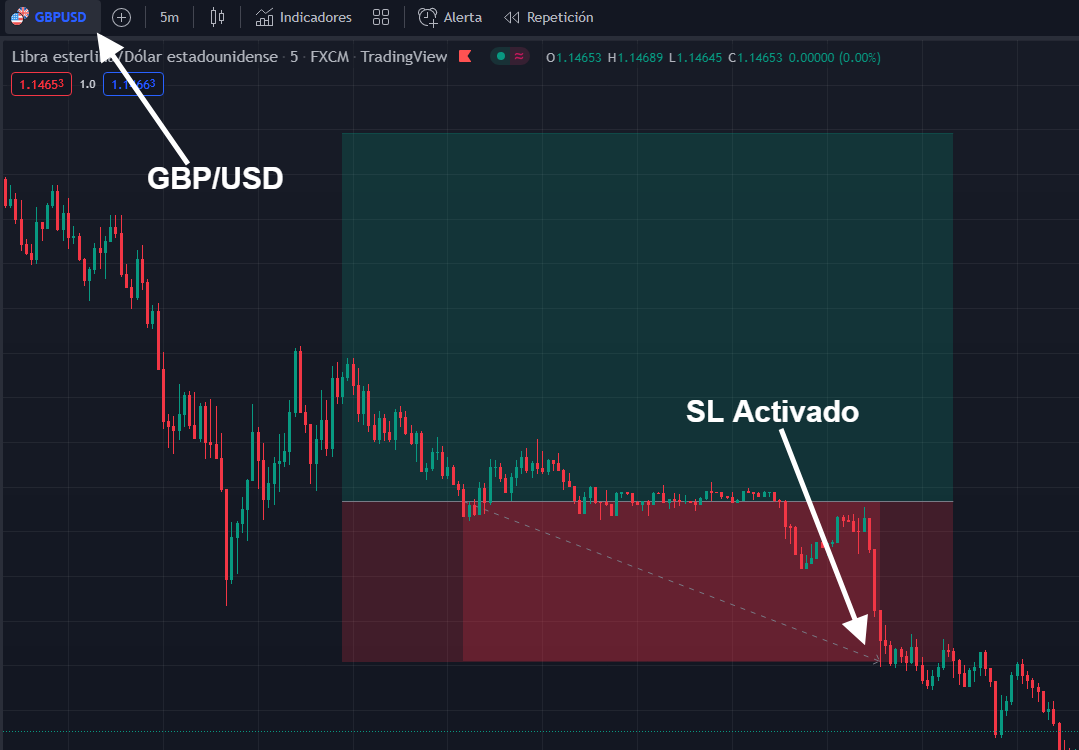 GBPUSD 5m Indicadores Alerta Repetición
Libra esterlina/Dólar estadounidense · 5 · FXCM · TradingView O1.14653 H1.14689 L1.14645 C1.14653 0.00000 (0.00%)
1.14653 1.0 1.14663
GBP/USD
SL Activado